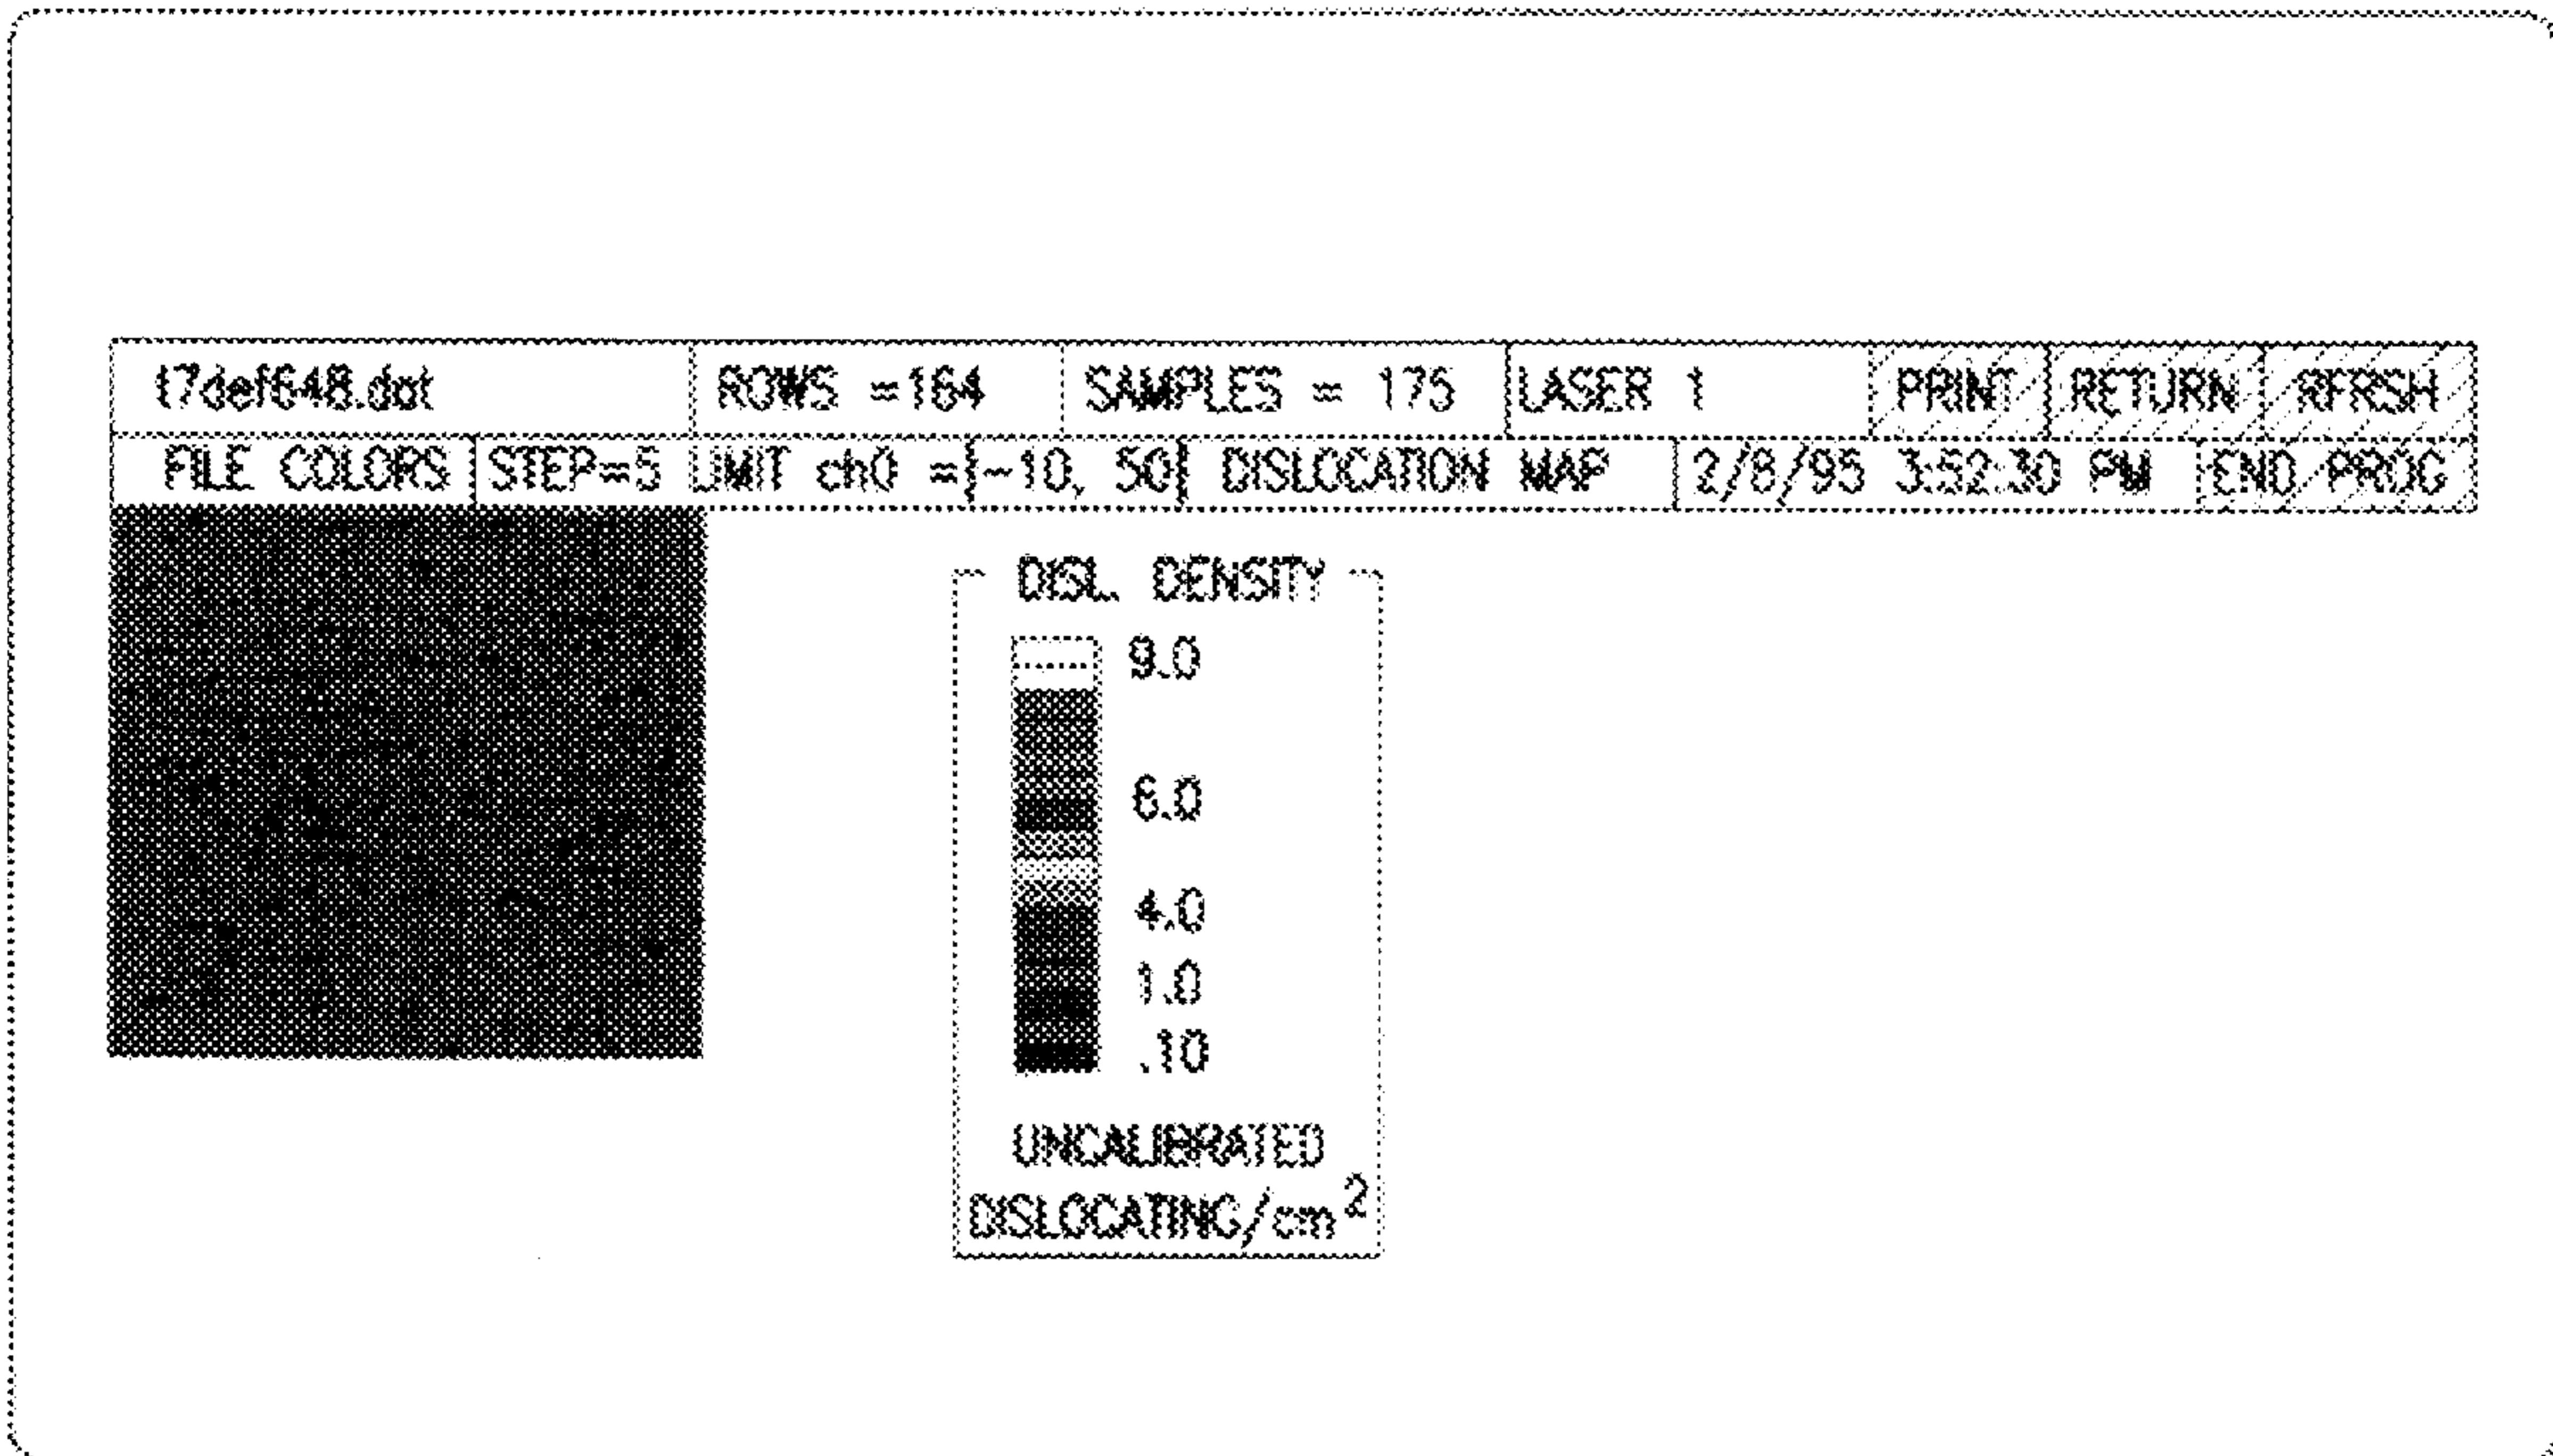 t7def648.dat ROWS =164 SAMPLES = 175 LASER 1 PRINT RETURN RFRSH
FILE COLORS STEP=5 LIMIT ch0 =[-10, 50] DISLOCATION MAP 2/8/95 3:52:30 PM END PROG
DISL. DENSITY
9.0
6.0
4.0
1.0
.10
UNCALIBRATED
DISLOCATING/cm²